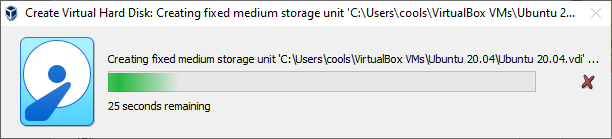 Create Virtual Hard Disk: Creating fixed medium storage unit 'C:\Users\cools\VirtualBox VMs\Ubuntu 2...
Creating fixed medium storage unit 'C:\Users\cools\VirtualBox VMs\Ubuntu 20.04\Ubuntu 20.04.vdi' ...
25 seconds remaining